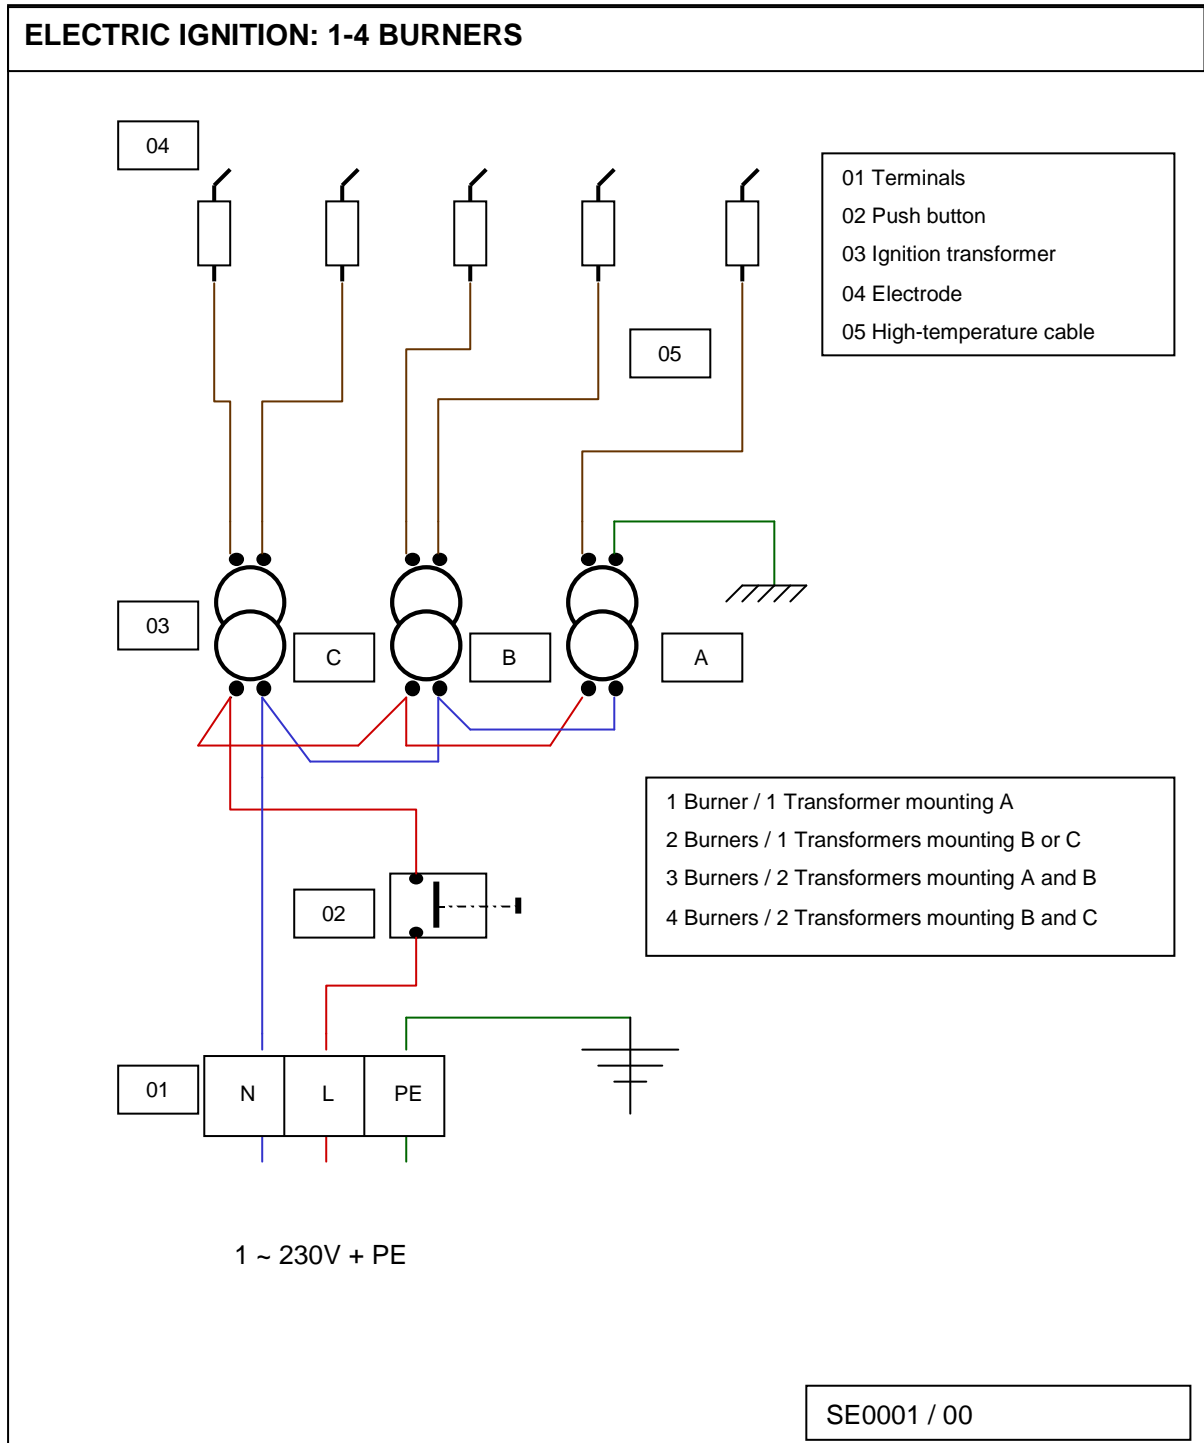 ELECTRIC IGNITION: 1-4 BURNERS
04
01 Terminals
02 Push button
03 Ignition transformer
04 Electrode
05 High-temperature cable
05
03
C
B
A
1 Burner / 1 Transformer mounting A
2 Burners / 1 Transformers mounting B or C
3 Burners / 2 Transformers mounting A and B
4 Burners / 2 Transformers mounting B and C
02
01
N
L
PE
1 ~ 230V + PE
SE0001 / 00